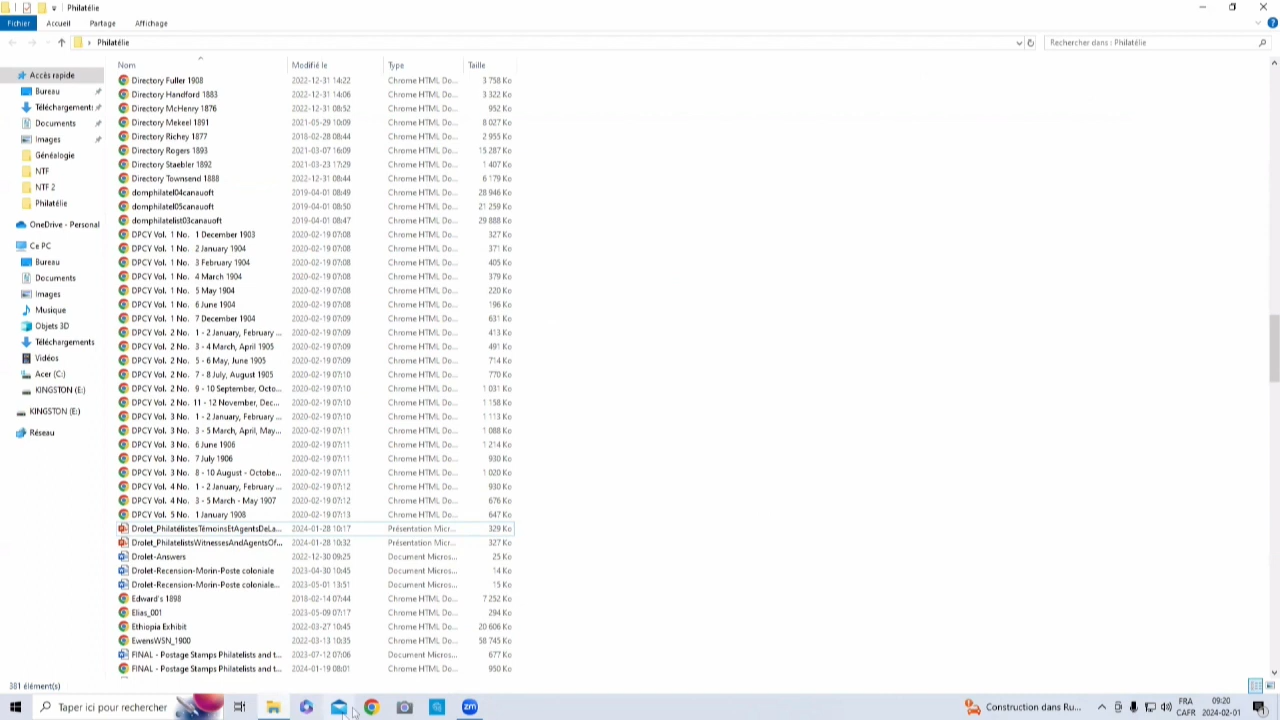 Philatélie
Fichier Accueil Partage Affichage
Philatélie
Rechercher dans : Philatélie
Accès rapide
Bureau
Téléchargements
Documents
Images
Généalogie
NTF
NTF 2
Philatélie
OneDrive - Personal
Ce PC
Bureau
Documents
Images
Musique
Objets 3D
Téléchargements
Vidéos
Acer (C:)
KINGSTON (E:)
KINGSTON (E:)
Réseau
Nom Modifié le Type Taille
Directory Fuller 1908 2022-12-31 14:22 Chrome HTML Do... 3 758 Ko
Directory Handford 1883 2022-12-31 14:06 Chrome HTML Do... 3 322 Ko
Directory McHenry 1876 2022-12-31 08:52 Chrome HTML Do... 952 Ko
Directory Mekeel 1891 2021-05-29 10:09 Chrome HTML Do... 8 027 Ko
Directory Richey 1877 2018-02-28 08:44 Chrome HTML Do... 2 955 Ko
Directory Rogers 1893 2021-03-07 16:09 Chrome HTML Do... 15 287 Ko
Directory Staebler 1892 2021-03-23 17:29 Chrome HTML Do... 1 407 Ko
Directory Townsend 1888 2022-12-31 08:44 Chrome HTML Do... 6 179 Ko
domphilatel04canauoft 2019-04-01 08:49 Chrome HTML Do... 28 946 Ko
domphilatel05canauoft 2019-04-01 08:50 Chrome HTML Do... 21 259 Ko
domphilatelist03canauoft 2019-04-01 08:47 Chrome HTML Do... 29 888 Ko
DPCY Vol. 1 No. 1 December 1903 2020-02-19 07:08 Chrome HTML Do... 327 Ko
DPCY Vol. 1 No. 2 January 1904 2020-02-19 07:08 Chrome HTML Do... 371 Ko
DPCY Vol. 1 No. 3 February 1904 2020-02-19 07:08 Chrome HTML Do... 405 Ko
DPCY Vol. 1 No. 4 March 1904 2020-02-19 07:08 Chrome HTML Do... 379 Ko
DPCY Vol. 1 No. 5 May 1904 2020-02-19 07:08 Chrome HTML Do... 220 Ko
DPCY Vol. 1 No. 6 June 1904 2020-02-19 07:08 Chrome HTML Do... 196 Ko
DPCY Vol. 1 No. 7 December 1904 2020-02-19 07:08 Chrome HTML Do... 631 Ko
DPCY Vol. 2 No. 1 - 2 January, February ... 2020-02-19 07:09 Chrome HTML Do... 413 Ko
DPCY Vol. 2 No. 3 - 4 March, April 1905 2020-02-19 07:09 Chrome HTML Do... 491 Ko
DPCY Vol. 2 No. 5 - 6 May, June 1905 2020-02-19 07:09 Chrome HTML Do... 714 Ko
DPCY Vol. 2 No. 7 - 8 July, August 1905 2020-02-19 07:10 Chrome HTML Do... 770 Ko
DPCY Vol. 2 No. 9 - 10 September, Octo... 2020-02-19 07:10 Chrome HTML Do... 1 031 Ko
DPCY Vol. 2 No. 11 - 12 November, Dec... 2020-02-19 07:10 Chrome HTML Do... 1 158 Ko
DPCY Vol. 3 No. 1 - 2 January, February ... 2020-02-19 07:10 Chrome HTML Do... 1 113 Ko
DPCY Vol. 3 No. 3 - 5 March, April, May... 2020-02-19 07:11 Chrome HTML Do... 1 088 Ko
DPCY Vol. 3 No. 6 June 1906 2020-02-19 07:11 Chrome HTML Do... 1 214 Ko
DPCY Vol. 3 No. 7 July 1906 2020-02-19 07:11 Chrome HTML Do... 930 Ko
DPCY Vol. 3 No. 8 - 10 August - Octobe... 2020-02-19 07:11 Chrome HTML Do... 1 020 Ko
DPCY Vol. 4 No. 1 - 2 January, February ... 2020-02-19 07:12 Chrome HTML Do... 930 Ko
DPCY Vol. 4 No. 3 - 5 March - May 1907 2020-02-19 07:12 Chrome HTML Do... 676 Ko
DPCY Vol. 5 No. 1 January 1908 2020-02-19 07:13 Chrome HTML Do... 647 Ko
Drolet_PhilatélistesTémoinsEtAgentsDeLa... 2024-01-28 10:17 Présentation Micr... 329 Ko
Drolet_PhilatelistsWitnessesAndAgentsOf... 2024-01-28 10:32 Présentation Micr... 327 Ko
Drolet-Answers 2022-12-30 09:25 Document Micros... 25 Ko
Drolet-Recension-Morin-Poste coloniale 2023-04-30 10:45 Document Micros... 14 Ko
Drolet-Recension-Morin-Poste coloniale... 2023-05-01 13:51 Document Micros... 15 Ko
Edward's 1898 2018-02-14 07:44 Chrome HTML Do... 7 252 Ko
Elias_001 2023-05-09 07:17 Chrome HTML Do... 294 Ko
Ethiopia Exhibit 2022-03-27 10:45 Chrome HTML Do... 20 606 Ko
EwensWSN_1900 2022-03-13 10:35 Chrome HTML Do... 58 745 Ko
FINAL - Postage Stamps Philatelists and t... 2023-07-12 07:06 Document Micros... 677 Ko
FINAL - Postage Stamps Philatelists and t... 2024-01-19 08:01 Chrome HTML Do... 950 Ko
381 élément(s)
Taper ici pour rechercher
zm
Construction dans Ru...
FRA
CAFR
09:20
2024-02-01